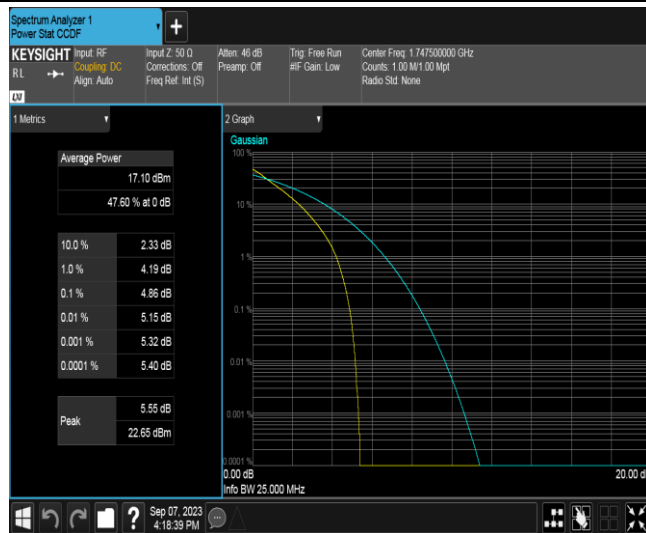 Spectrum Analyzer 1
Power Stat CCDF
KEYSIGHT
RL
Input: RF
Coupling: DC
Align: Auto
Input Z: 50 Ω
Corrections: Off
Freq Ref: Int (S)
Atten: 46 dB
Preamp: Off
Trig: Free Run
#IF Gain: Low
Center Freq: 1.747500000 GHz
Counts: 1.00 M/1.00 Mpt
Radio Std: None
1 Metrics
Average Power
17.10 dBm
47.60 % at 0 dB
10.0 % 2.33 dB
1.0 % 4.19 dB
0.1 % 4.86 dB
0.01 % 5.15 dB
0.001 % 5.32 dB
0.0001 % 5.40 dB
Peak
5.55 dB
22.65 dBm
2 Graph
Gaussian
100 %
10 %
1 %
0.1 %
0.01 %
0.001 %
0.0001 %
0.00 dB
20.00 d
Info BW 25.000 MHz
?
Sep 07, 2023
4:18:39 PM